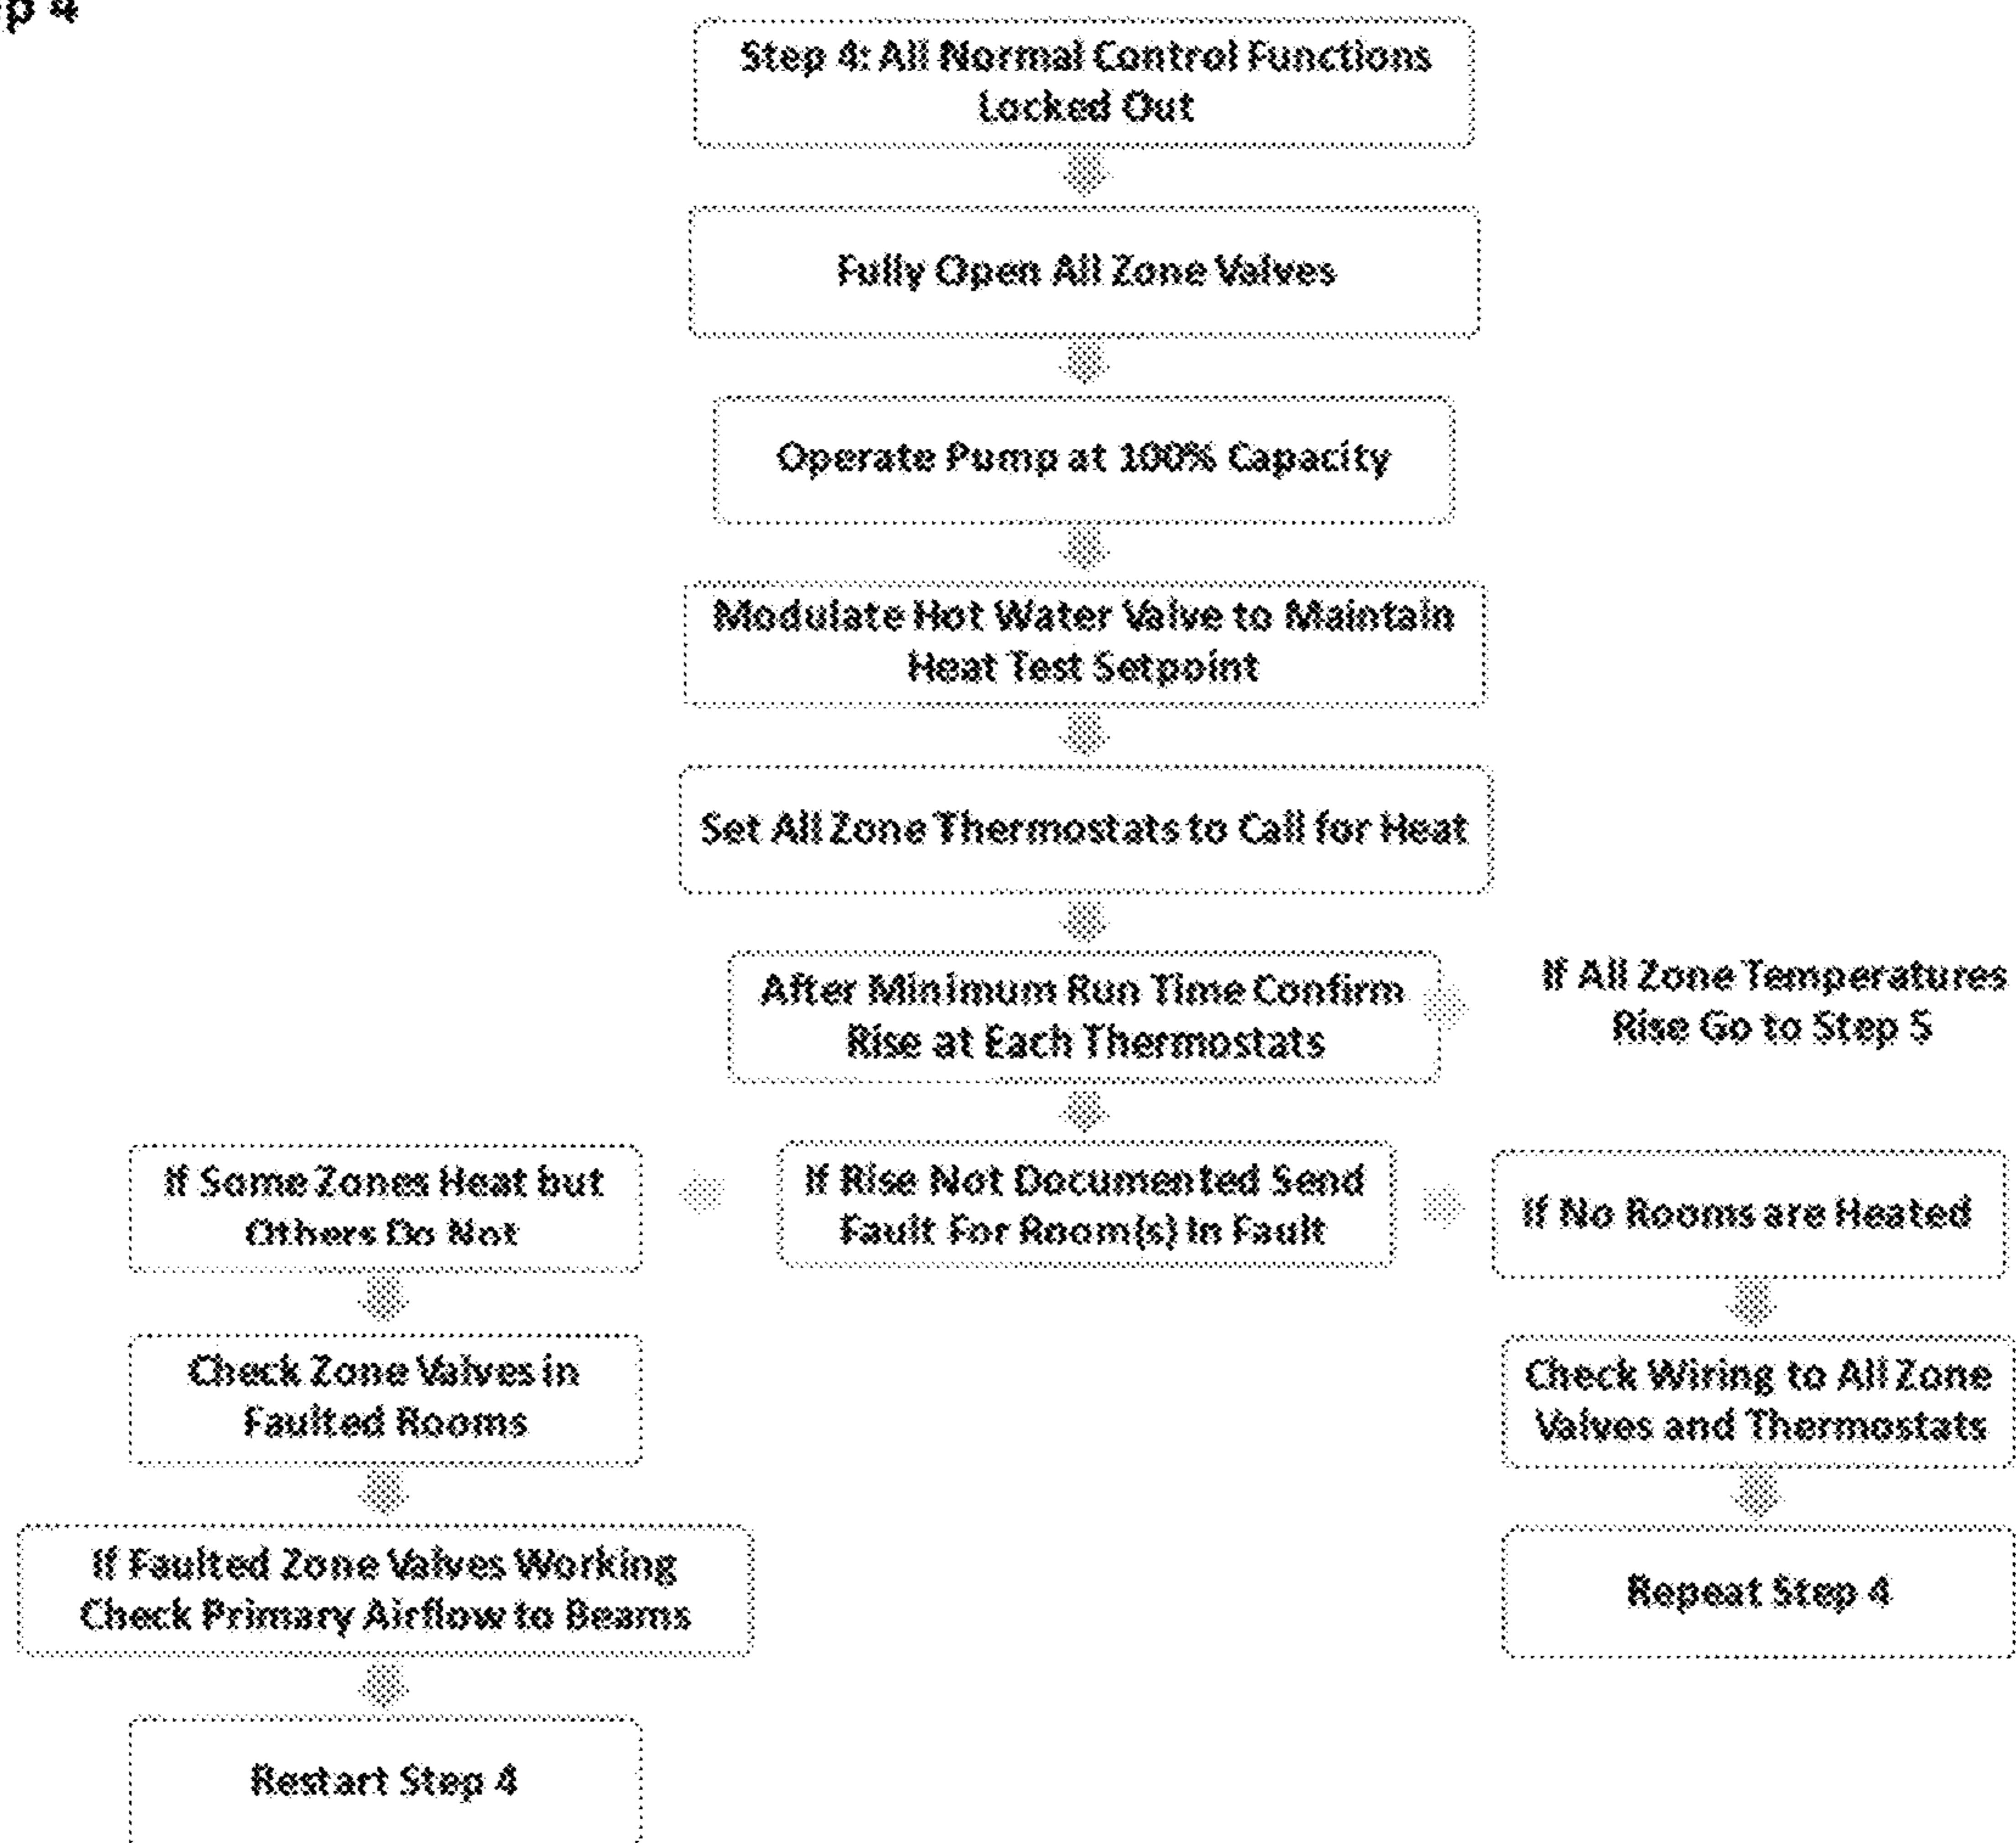 p 4
Step 4: All Normal Control Functions
Locked Out
Fully Open All Zone Valves
Operate Pump at 100% Capacity
Modulate Hot Water Valve to Maintain
Heat Test Setpoint
Set All Zone Thermostats to Call for Heat
After Minimum Run Time Confirm
Rise at Each Thermostats
If All Zone Temperatures
Rise Go to Step 5
If Some Zones Heat but
Others Do Not
If Rise Not Documented Send
Fault For Room(s) In Fault
If No Rooms are Heated
Check Zone Valves in
Faulted Rooms
Check Wiring to All Zone
Valves and Thermostats
If Faulted Zone Valves Working
Check Primary Airflow to Beams
Repeat Step 4
Restart Step 4